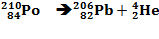 ²¹⁰₈₄Po ➔ ²⁰⁶₈₂Pb + ⁴₂He